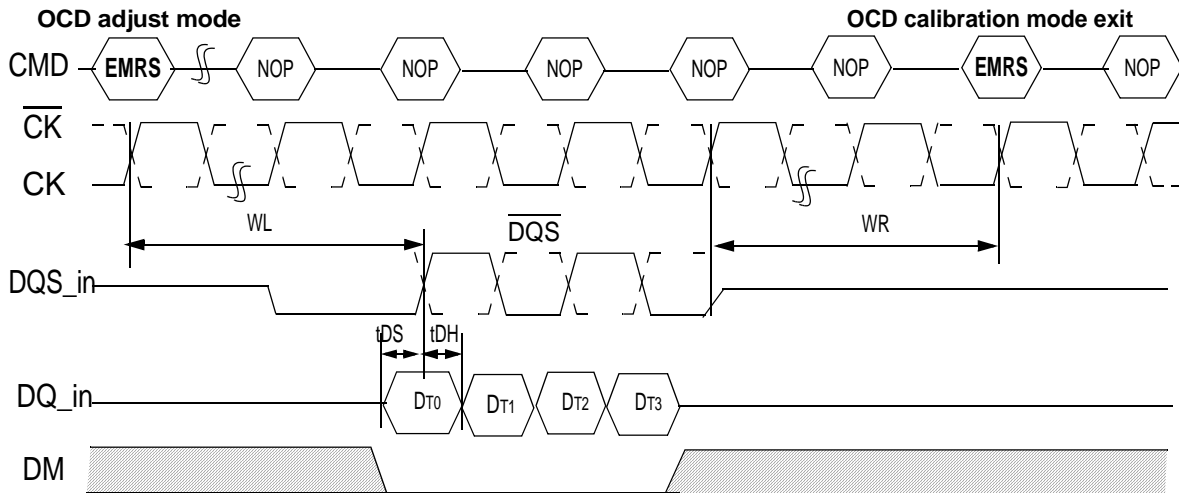 OCD adjust mode OCD calibration mode exit
CMD EMRS NOP NOP NOP NOP NOP EMRS NOP
CK
CK
WL DQS WR
DQS_in
tDS tDH
DQ_in DT0 DT1 DT2 DT3
DM